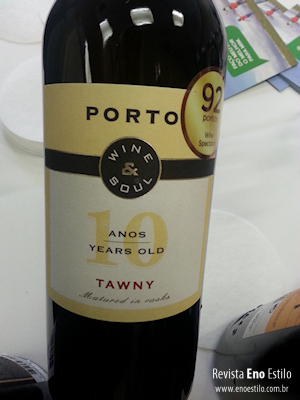 PORTO
92
WINE & SOUL
10
ANOS
YEARS OLD
TAWNY
Matured in casks
Revista Eno Estilo
www.enoestilo.com.br